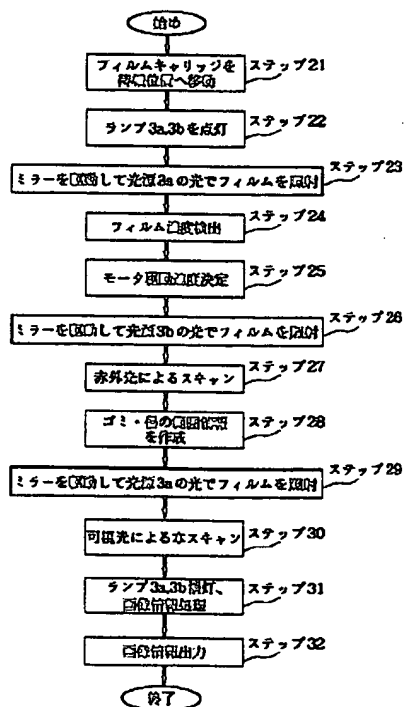 始め
フィルムキャリッジを ステップ21
待機位置へ移動
ランプ3a,3bを点灯 ステップ22
ステップ23
ミラーを駆動して光源3aの光でフィルムを照射
ステップ24
フィルム濃度検出
ステップ25
モータ駆動速度決定
ステップ26
ミラーを駆動して光源3bの光でフィルムを照射
ステップ27
赤外光によるスキャン
ゴミ・傷の ステップ28
を作成
ステップ29
ミラーを駆動して光源3aの光でフィルムを照射
可視光による本スキャン ステップ30
ランプ3a,3b消灯、 ステップ31
画像情報処理
画像情報出力 ステップ32
終了